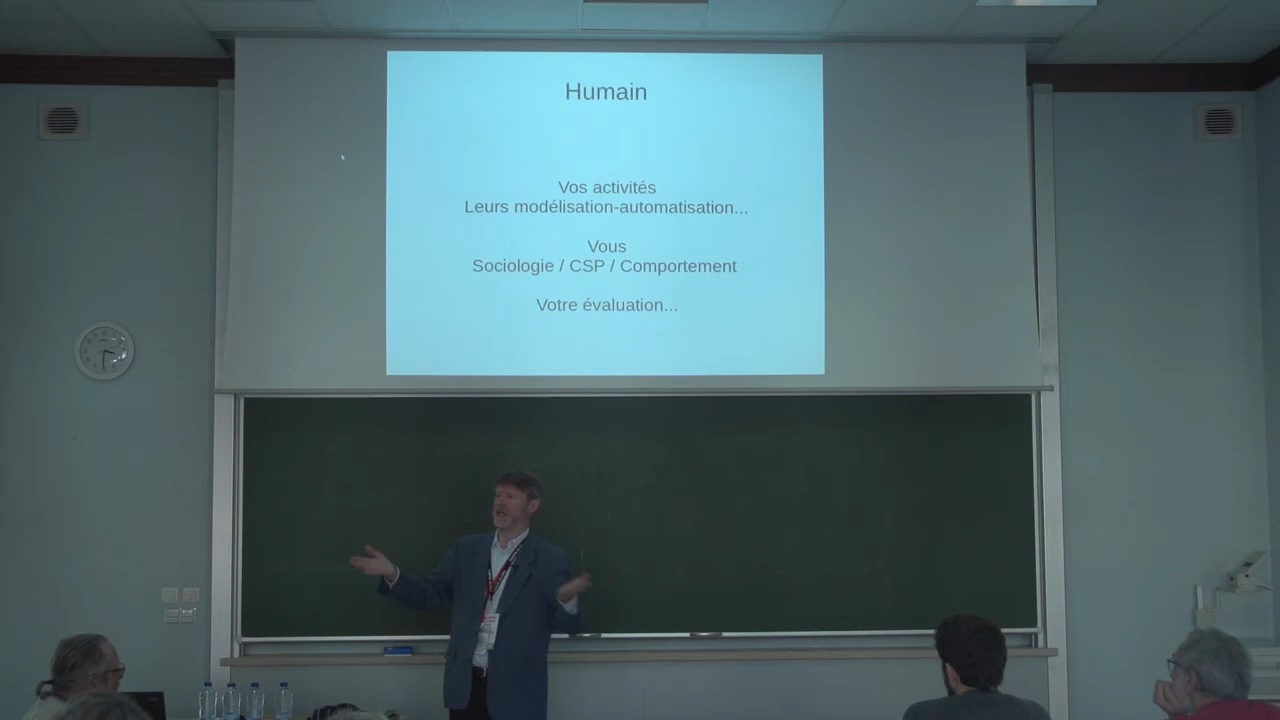 Humain
Vos activités
Leurs modélisation-automatisation...
Vous
Sociologie / CSP / Comportement
Votre évaluation...